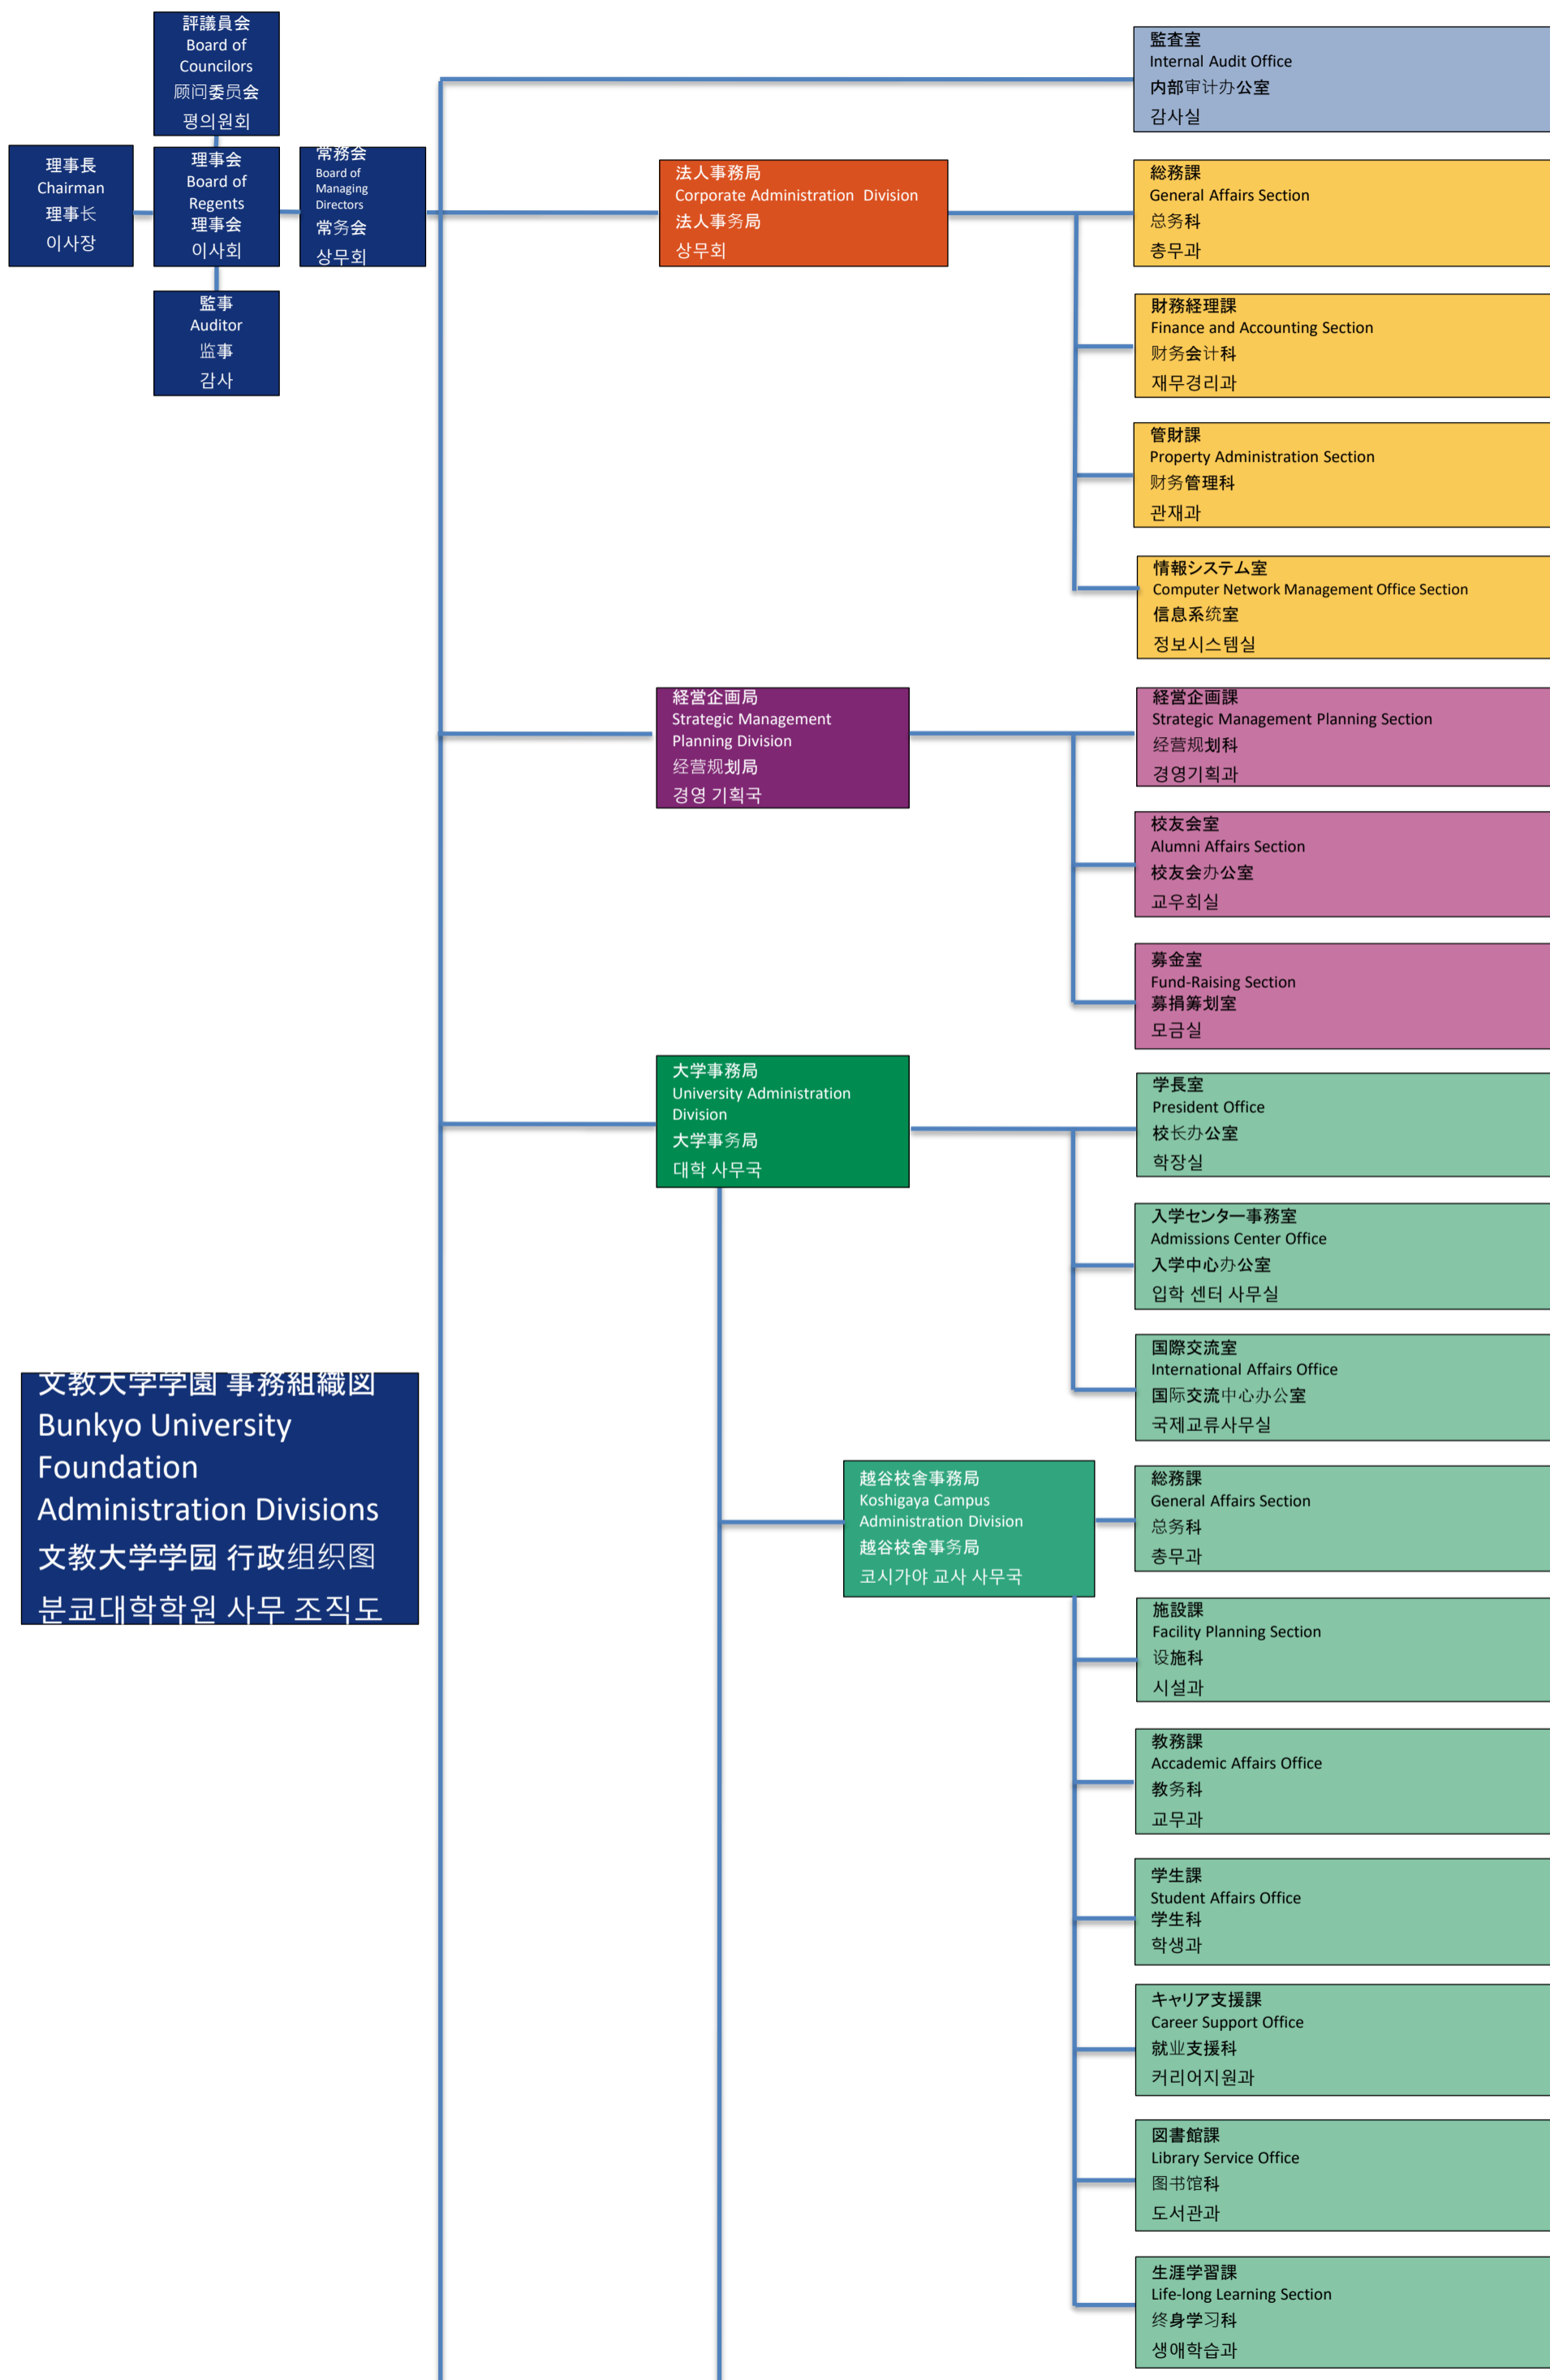 評議員会
Board of
Councilors
顾问委员会
평의원회
理事長
Chairman
理事长
이사장
理事会
Board of
Regents
理事会
이사회
常務会
Board of
Managing
Directors
常务会
상무회
監事
Auditor
监事
감사
監査室
Internal Audit Office
内部审计办公室
감사실
法人事務局
Corporate Administration Division
法人事务局
상무회
総務課
General Affairs Section
总务科
총무과
財務経理課
Finance and Accounting Section
财务会计科
재무경리과
管財課
Property Administration Section
财务管理科
관재과
情報システム室
Computer Network Management Office Section
信息系统室
정보시스템실
経営企画局
Strategic Management
Planning Division
经营规划局
경영 기획국
経営企画課
Strategic Management Planning Section
经营规划科
경영기획과
校友会室
Alumni Affairs Section
校友会办公室
교우회실
募金室
Fund-Raising Section
募捐筹划室
모금실
大学事務局
University Administration
Division
大学事务局
대학 사무국
学長室
President Office
校长办公室
학장실
入学センター事務室
Admissions Center Office
入学中心办公室
입학 센터 사무실
国際交流室
International Affairs Office
国际交流中心办公室
국제교류사무실
文教大学学園 事務組織図
Bunkyo University
Foundation
Administration Divisions
文教大学学园 行政组织图
분교대학학원 사무 조직도
越谷校舎事務局
Koshigaya Campus
Administration Division
越谷校舍事务局
코시가야 교사 사무국
総務課
General Affairs Section
总务科
총무과
施設課
Facility Planning Section
设施科
시설과
教務課
Accademic Affairs Office
教务科
교무과
学生課
Student Affairs Office
学生科
학생과
キャリア支援課
Career Support Office
就业支援科
커리어지원과
図書館課
Library Service Office
图书馆科
도서관과
生涯学習課
Life-long Learning Section
终身学习科
생애학습과